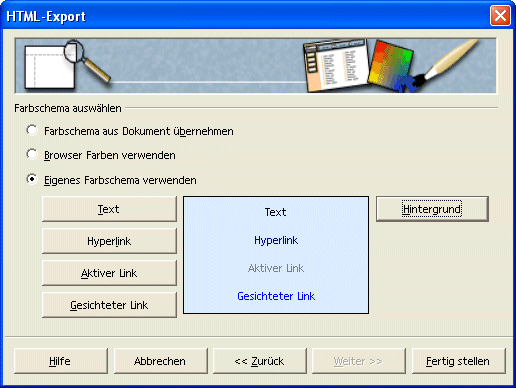 HTML-Export
Farbschema auswählen
Farbschema aus Dokument übernehmen
Browser Farben verwenden
Eigenes Farbschema verwenden
Text
Text
Hintergrund
Hyperlink
Hyperlink
Aktiver Link
Aktiver Link
Gesichteter Link
Gesichteter Link
Hilfe
Abbrechen
<< Zurück
Weiter >>
Fertig stellen